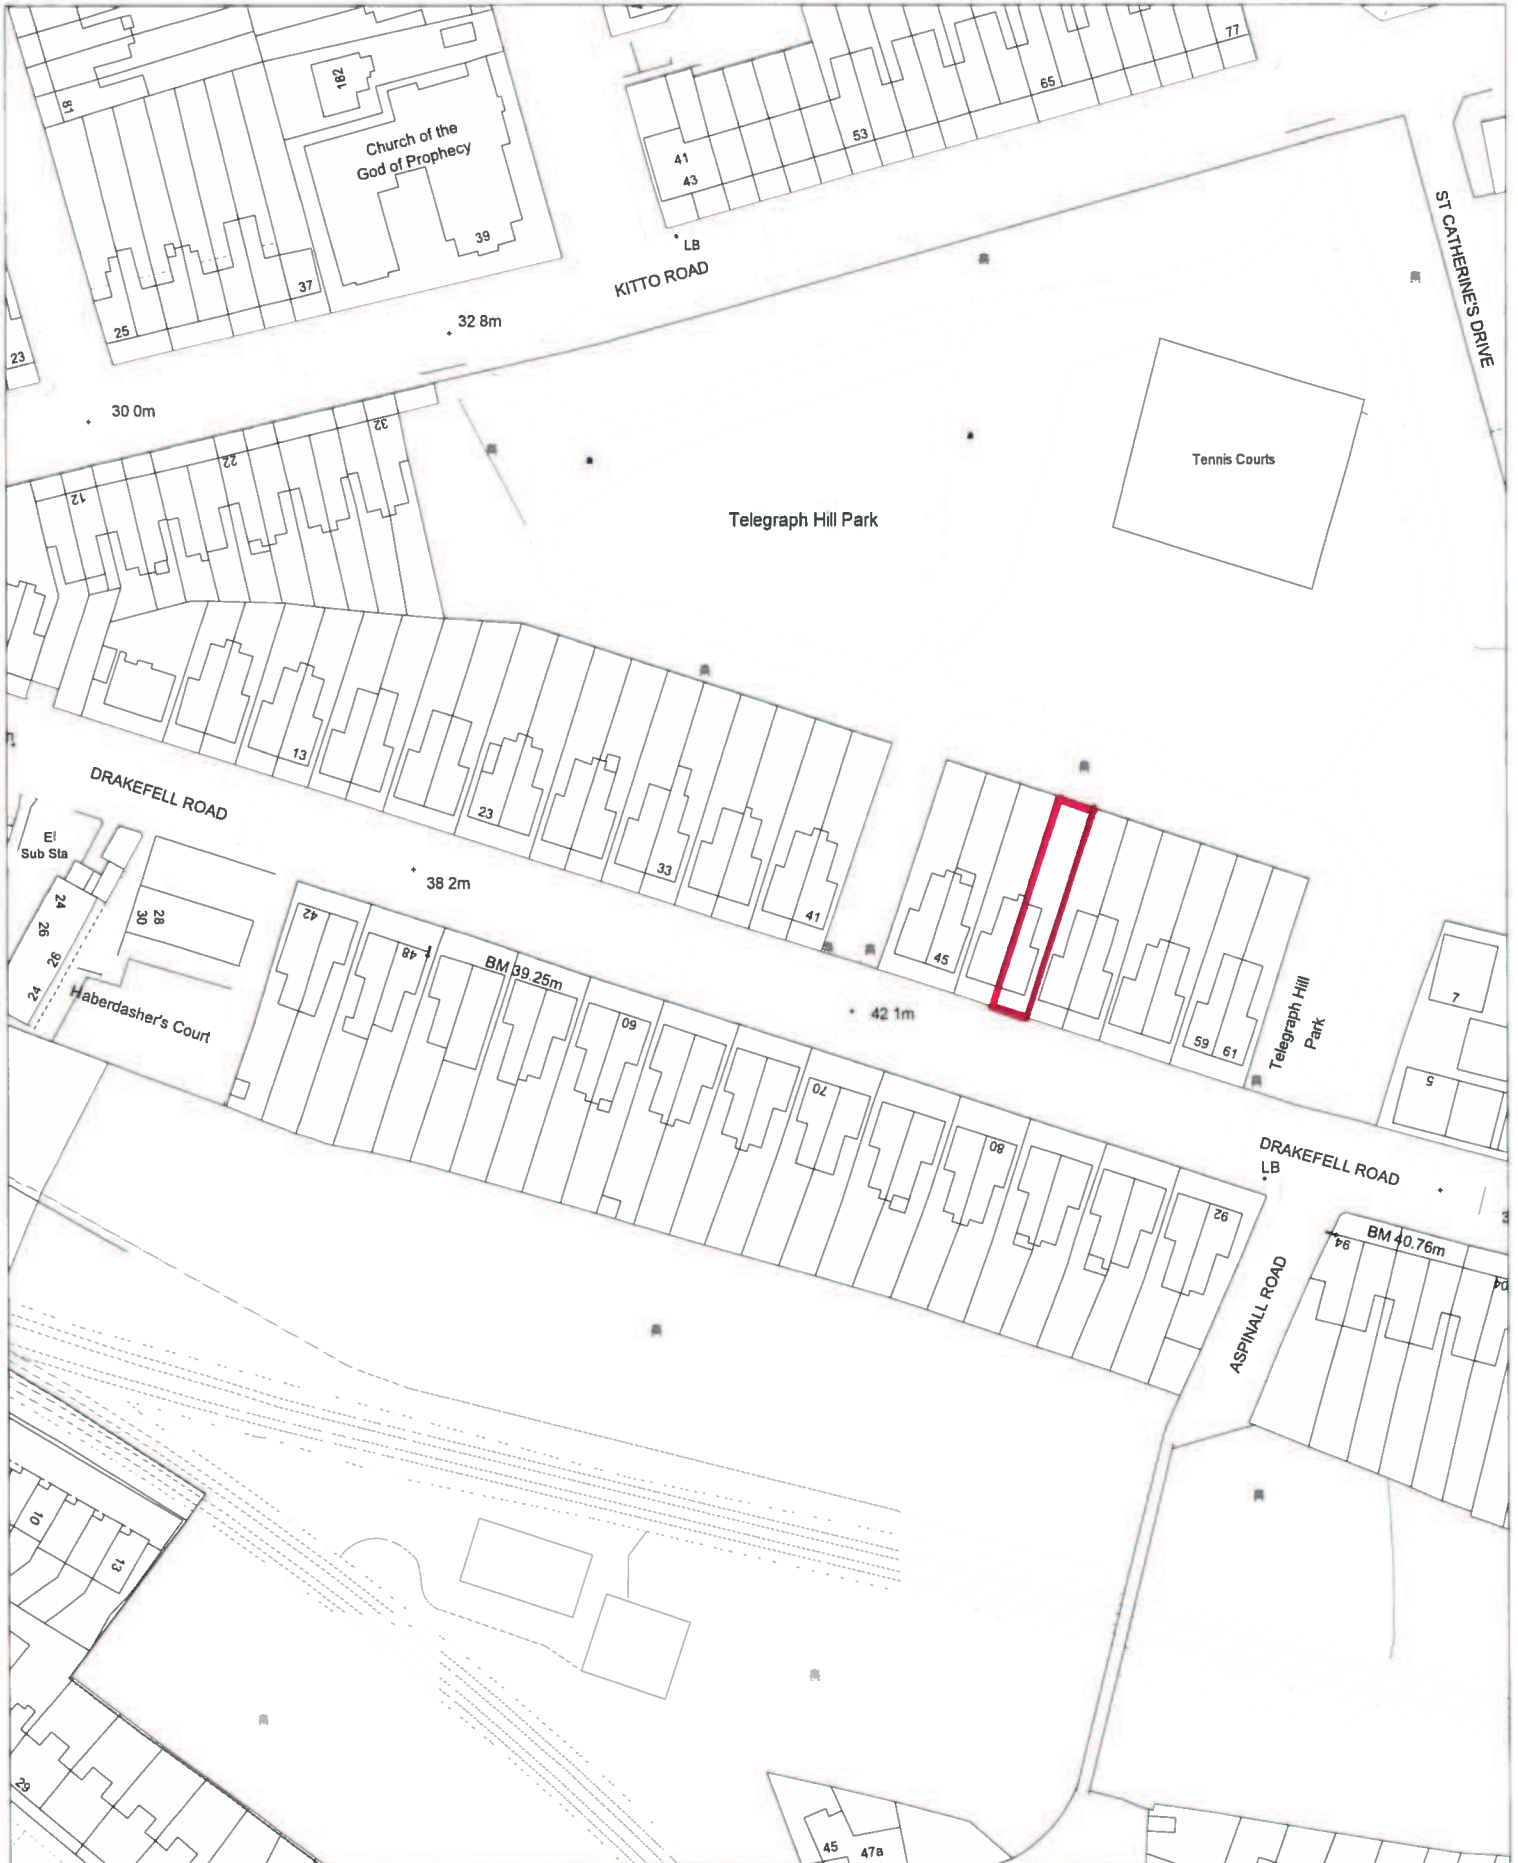 77
182
81
65
Church of the
God of Prophecy
53
41
43
ST CATHERINE'S DRIVE
39
LB
KITTO ROAD
37
32 8m
25
23
30 0m
32
22
12
Tennis Courts
Telegraph Hill Park
13
DRAKEFELL ROAD
23
El
Sub Sta
33
38 2m
24
26
26
24
28
30
42
48
41
45
BM 39.25m
7
Haberdasher's Court
42 1m
60
59
61
Telegraph Hill
Park
5
70
80
DRAKEFELL ROAD
LB
92
94
BM 40.76m
ASPINALL ROAD
10
13
29
45
47a